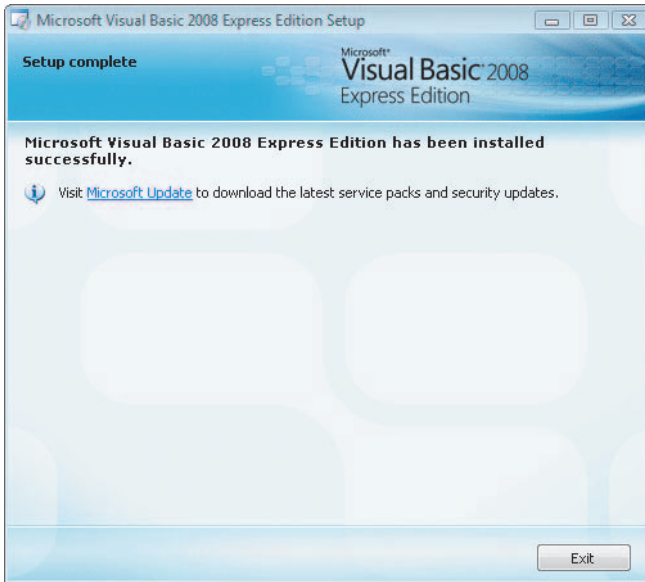 Microsoft Visual Basic 2008 Express Edition Setup
Setup complete
Microsoft®
Visual Basic® 2008
Express Edition
Microsoft Visual Basic 2008 Express Edition has been installed
successfully.
Visit Microsoft Update to download the latest service packs and security updates.
Exit